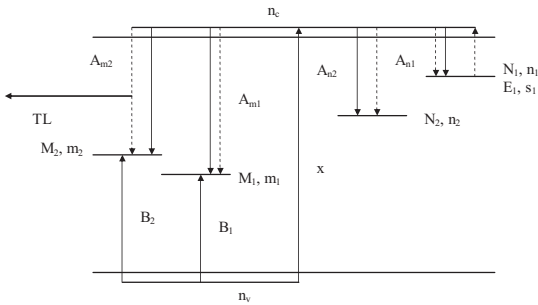 n_c
A_m2
A_m1
A_n2
A_n1
N_1, n_1
E_1, s_1
TL
N_2, n_2
M_2, m_2
M_1, m_1
x
B_2
B_1
n_v